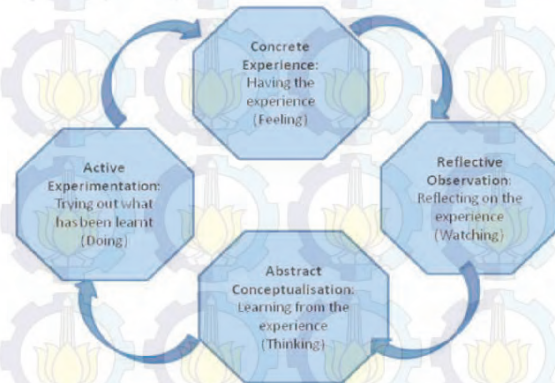 Concrete
Experience:
Having the
experience
(Feeling)
Reflective
Observation:
Reflecting on the
experience
(Watching)
Abstract
Conceptualisation:
Learning from the
experience
(Thinking)
Active
Experimentation:
Trying out what
has been learnt
(Doing)